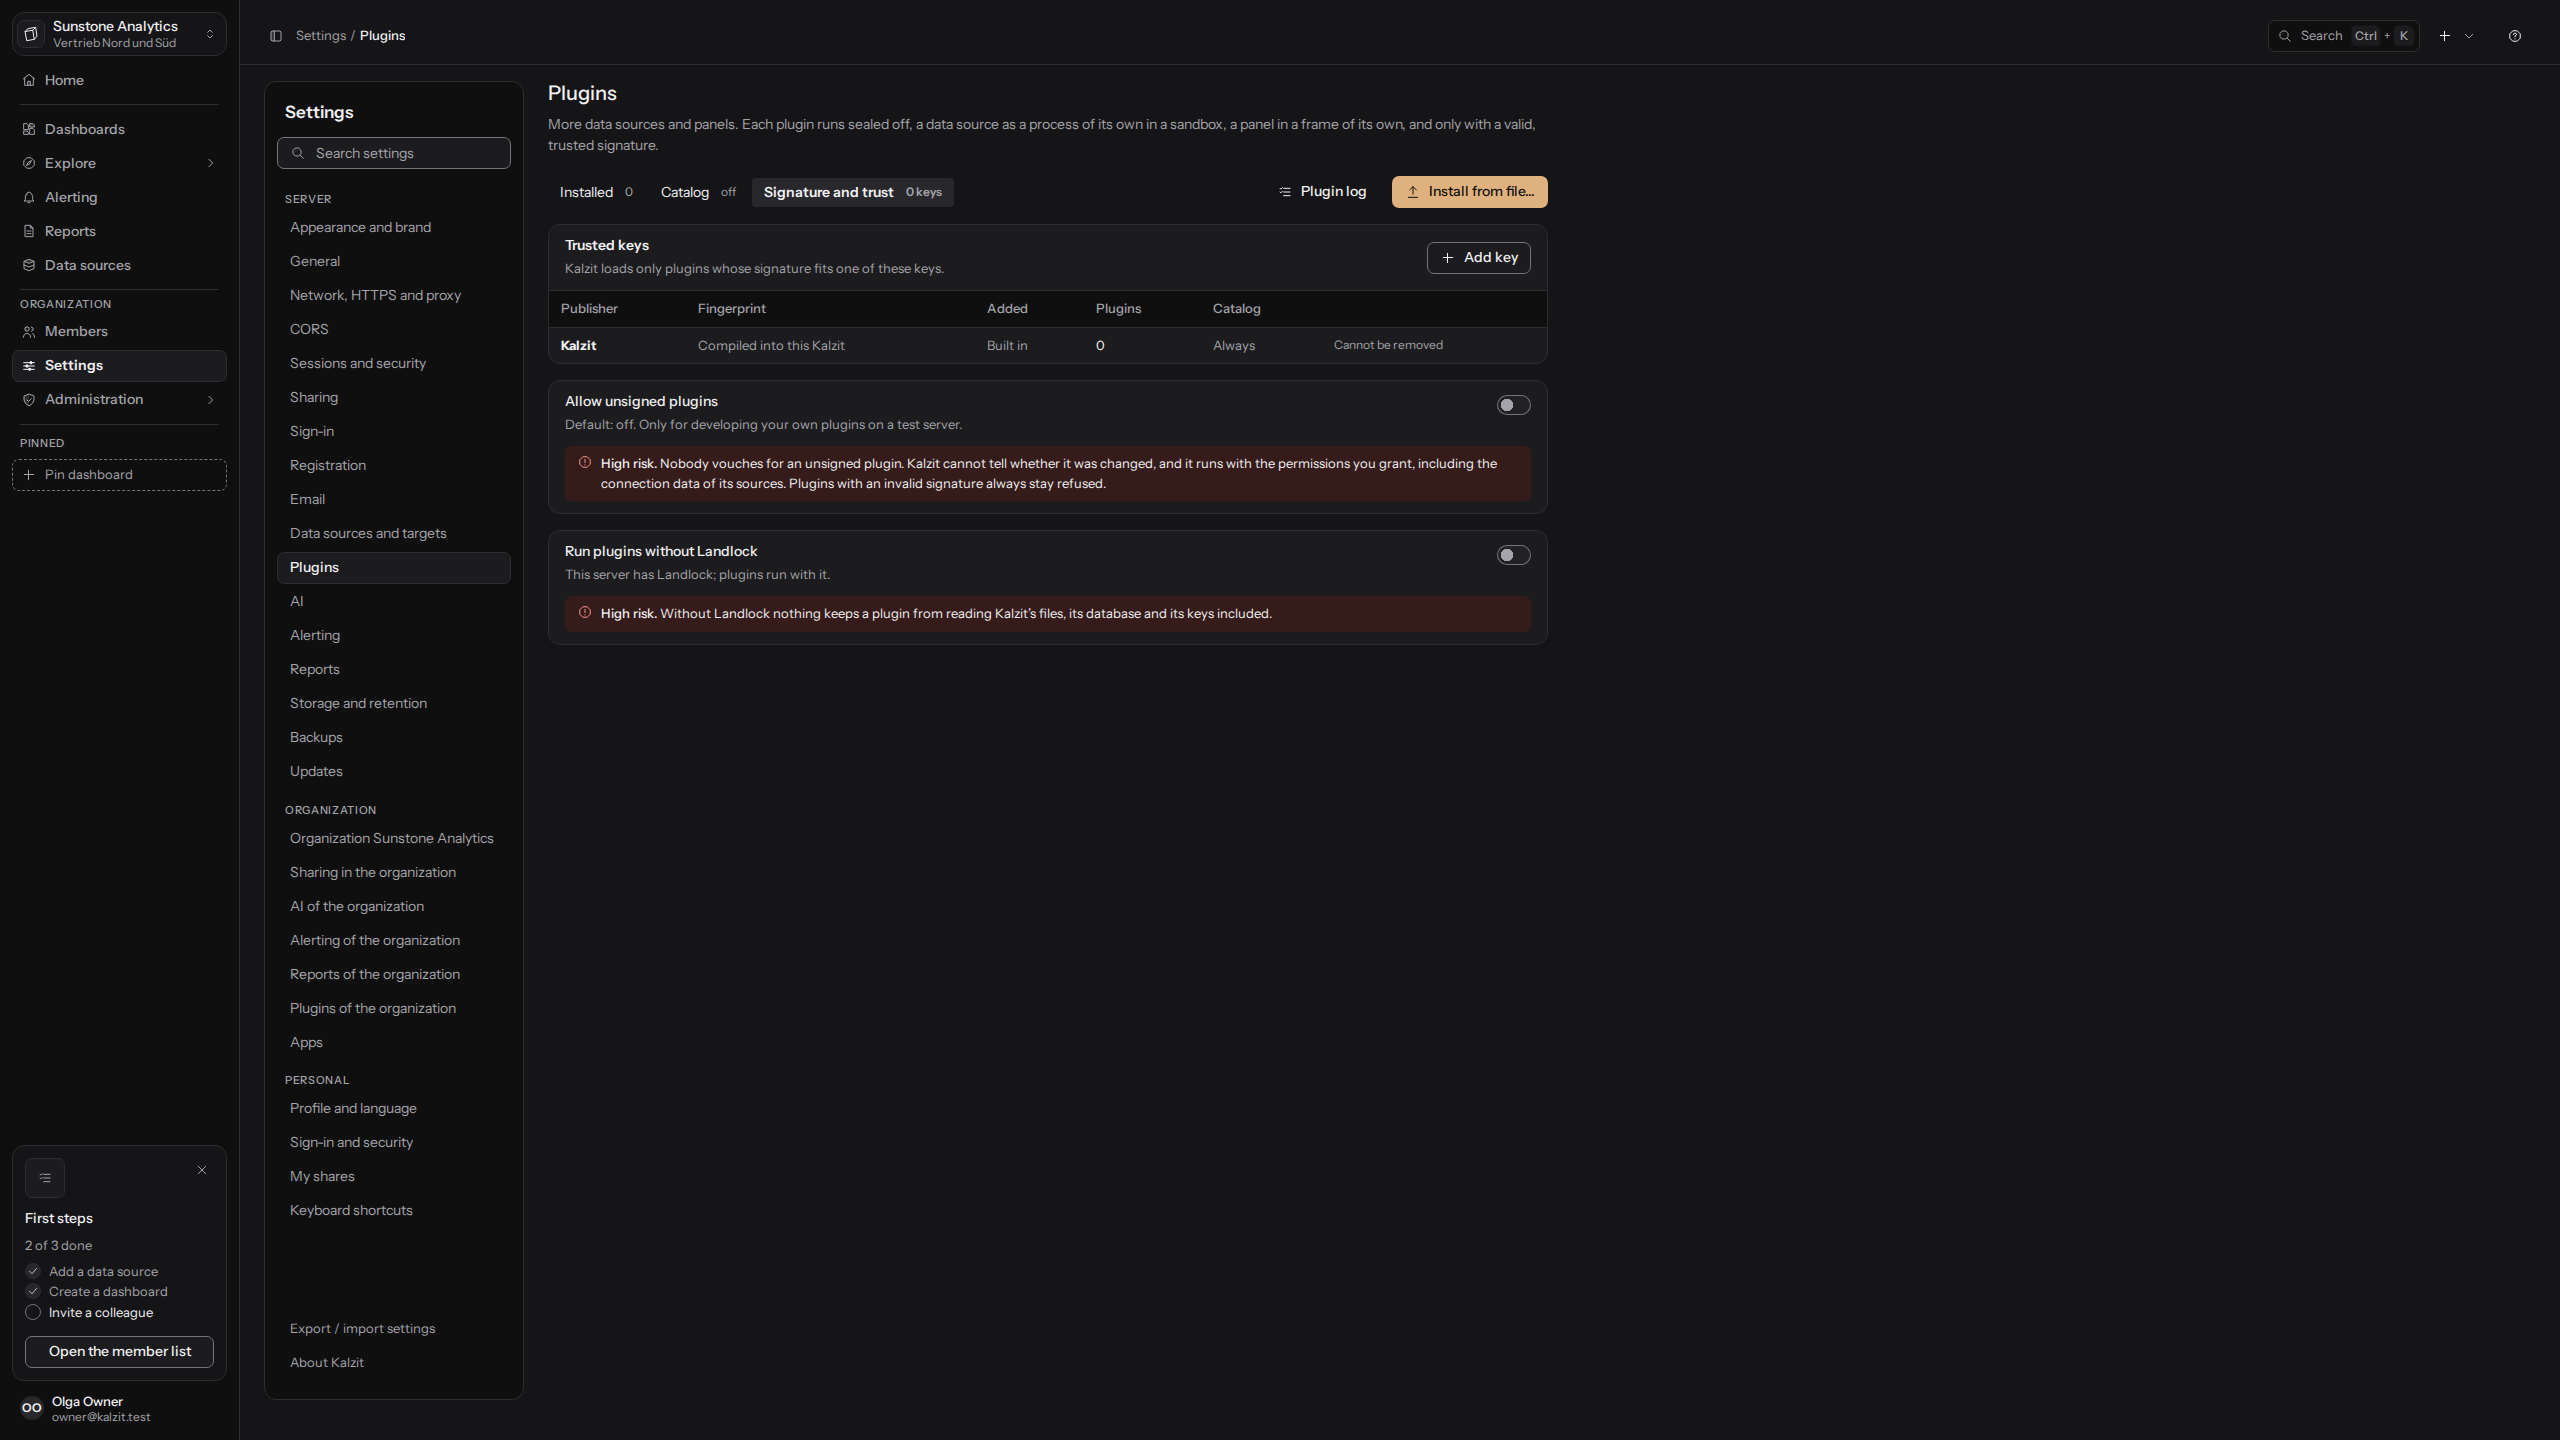 Sunstone Analytics
Vertrieb Nord und Süd
Home
Dashboards
Explore
Alerting
Reports
Data sources
ORGANIZATION
Members
Settings
Administration
PINNED
Pin dashboard
First steps
2 of 3 done
Add a data source
Create a dashboard
Invite a colleague
Open the member list
OO
Olga Owner
owner@kalzit.test
Settings / Plugins
Search Ctrl + K
Settings
Search settings
SERVER
Appearance and brand
General
Network, HTTPS and proxy
CORS
Sessions and security
Sharing
Sign-in
Registration
Email
Data sources and targets
Plugins
AI
Alerting
Reports
Storage and retention
Backups
Updates
ORGANIZATION
Organization Sunstone Analytics
Sharing in the organization
AI of the organization
Alerting of the organization
Reports of the organization
Plugins of the organization
Apps
PERSONAL
Profile and language
Sign-in and security
My shares
Keyboard shortcuts
Export / import settings
About Kalzit
Plugins
More data sources and panels. Each plugin runs sealed off, a data source as a process of its own in a sandbox, a panel in a frame of its own, and only with a valid,
trusted signature.
Installed 0 Catalog off Signature and trust 0 keys Plugin log Install from file...
Trusted keys
Kalzit loads only plugins whose signature fits one of these keys.
Add key
Publisher Fingerprint Added Plugins Catalog
Kalzit Compiled into this Kalzit Built in 0 Always Cannot be removed
Allow unsigned plugins
Default: off. Only for developing your own plugins on a test server.
High risk. Nobody vouches for an unsigned plugin. Kalzit cannot tell whether it was changed, and it runs with the permissions you grant, including the
connection data of its sources. Plugins with an invalid signature always stay refused.
Run plugins without Landlock
This server has Landlock; plugins run with it.
High risk. Without Landlock nothing keeps a plugin from reading Kalzit's files, its database and its keys included.